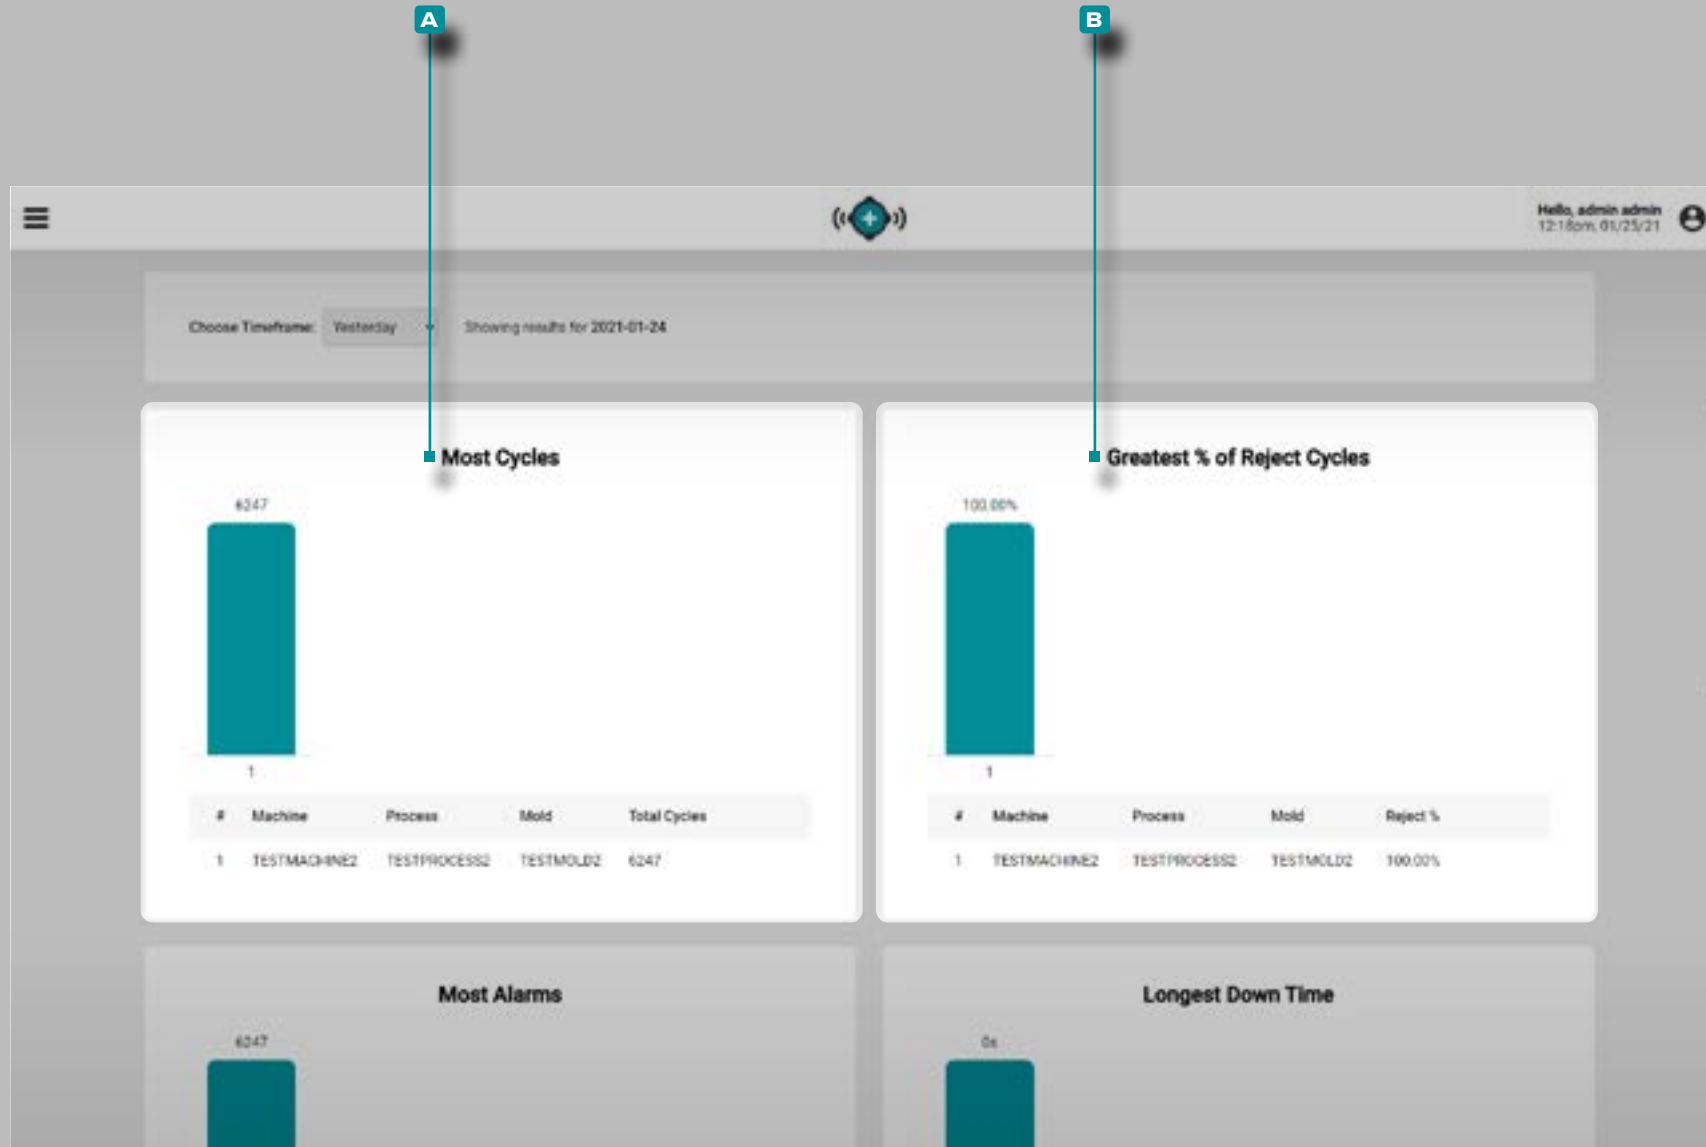 A
B
Hello, admin admin
12:18pm, 01/25/21
Choose Timeframe: Yesterday Showing results for 2021-01-24
Most Cycles
6247
1
# Machine Process Mold Total Cycles
1 TESTMACHINE2 TESTPROCESS2 TESTMOLD2 6247
Greatest % of Reject Cycles
100.00%
1
# Machine Process Mold Reject %
1 TESTMACHINE2 TESTPROCESS2 TESTMOLD2 100.00%
Most Alarms
6247
Longest Down Time
0s